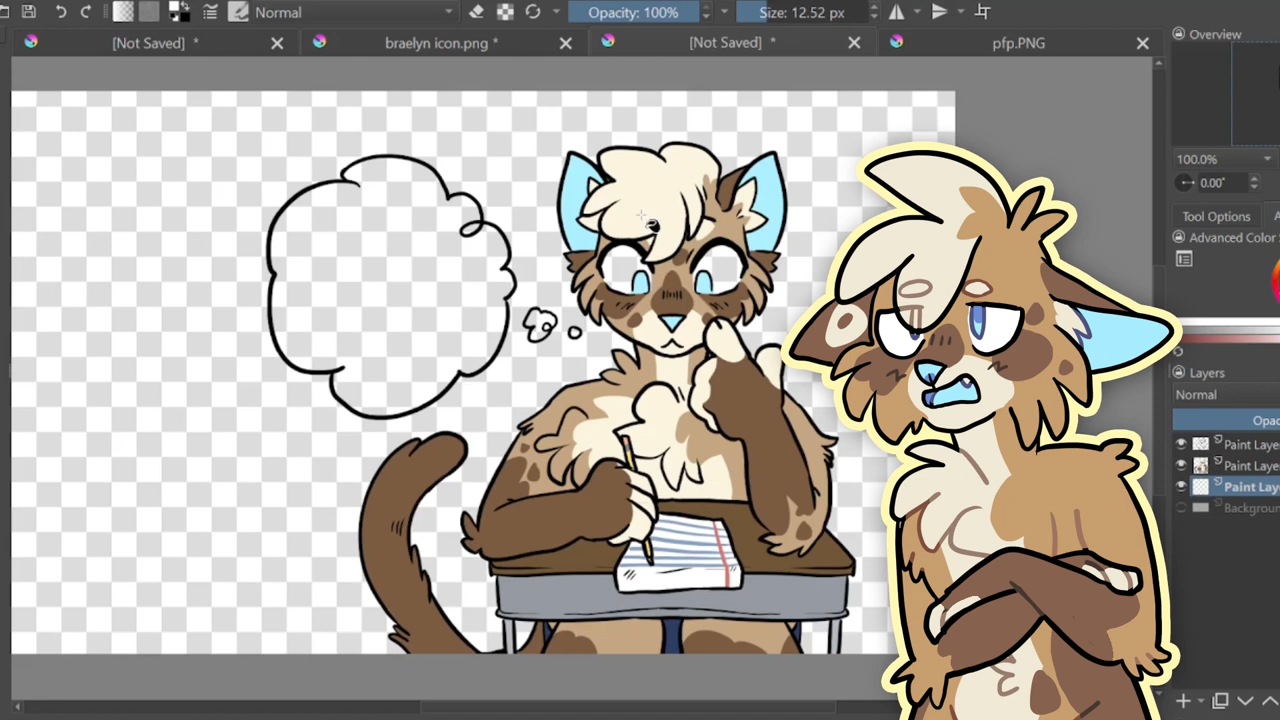 Normal
Opacity: 100%
Size: 12.52 px
[Not Saved] *
braelyn icon.png *
[Not Saved] *
pfp.PNG
Overview
100.0%
0.00°
Tool Options
Advanced Color
Layers
Normal
Paint Laye
Paint Laye
Paint Lay
Backgroun